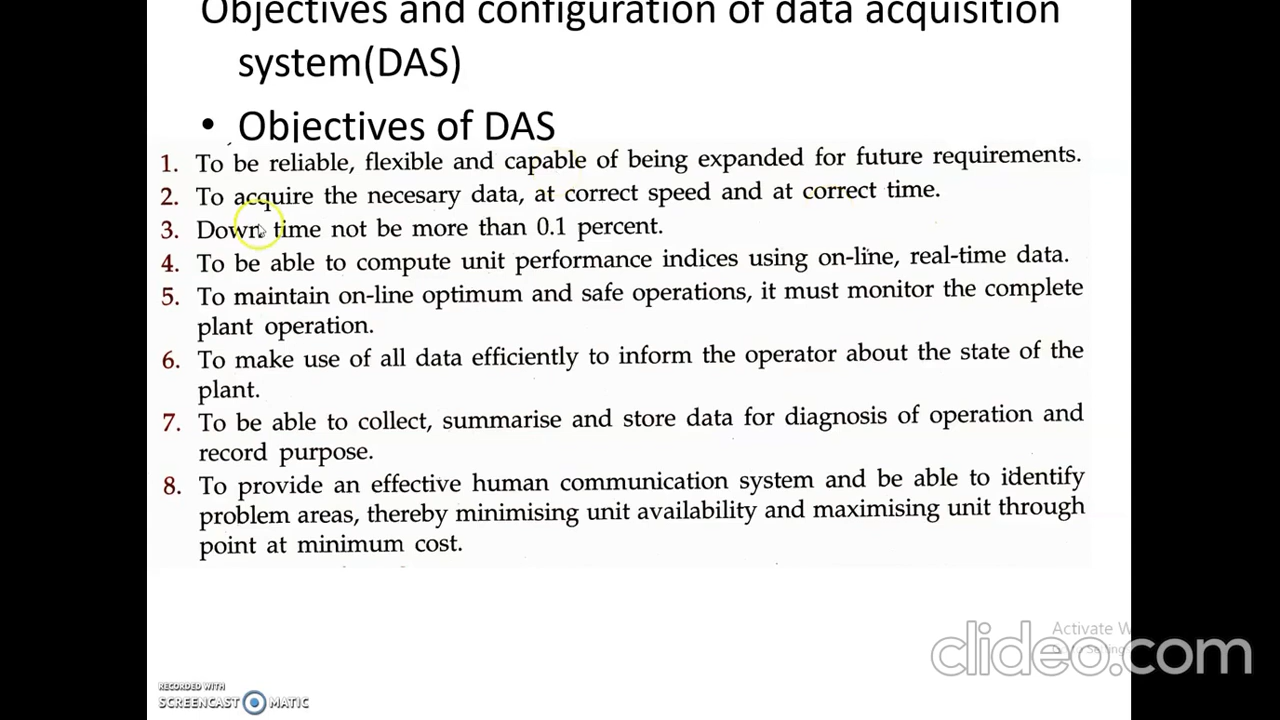 Objectives and configuration of data acquisition
system(DAS)
• Objectives of DAS
1. To be reliable, flexible and capable of being expanded for future requirements.
2. To acquire the necesary data, at correct speed and at correct time.
3. Down time not be more than 0.1 percent.
4. To be able to compute unit performance indices using on-line, real-time data.
5. To maintain on-line optimum and safe operations, it must monitor the complete
plant operation.
6. To make use of all data efficiently to inform the operator about the state of the
plant.
7. To be able to collect, summarise and store data for diagnosis of operation and
record purpose.
8. To provide an effective human communication system and be able to identify
problem areas, thereby minimising unit availability and maximising unit through
point at minimum cost.
Activate W
clideo.com
RECORDED WITH
SCREENCAST MATIC